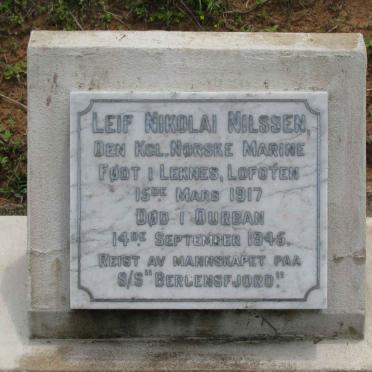 LEIF NIKOLAI NILSSEN,
DEN KGL. NORSKE MARINE
FØDT I LEKNES, LOFOTEN
15DE MARS 1917
DØD I DURBAN
14DE SEPTEMBER 1945.
REIST AV MANNSKAPET PAA
S/S "BERGENSFJORD."